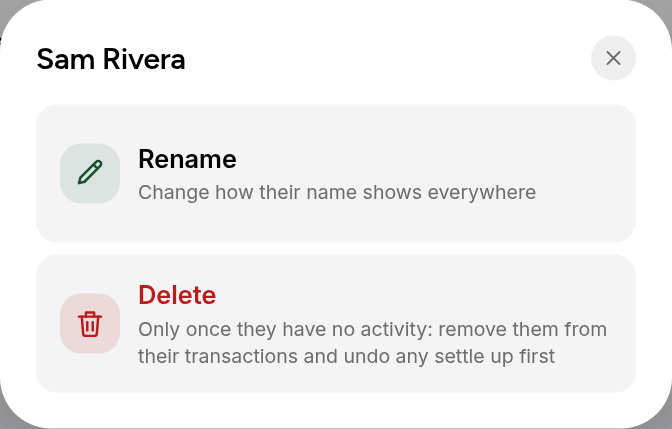 Sam Rivera
Rename
Change how their name shows everywhere
Delete
Only once they have no activity: remove them from
their transactions and undo any settle up first